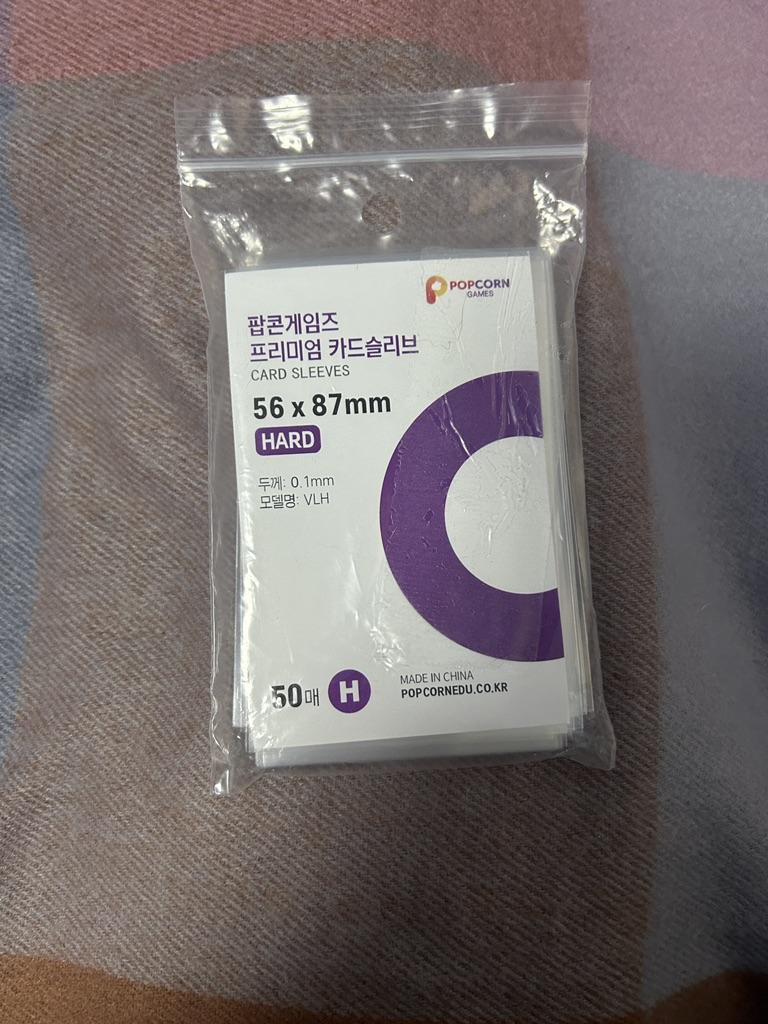 POPCORN
GAMES
팝콘게임즈
프리미엄 카드슬리브
CARD SLEEVES
56 x 87mm
HARD
두께: 0.1mm
모델명: VLH
50매 H
MADE IN CHINA
POPCORNEDU.CO.KR